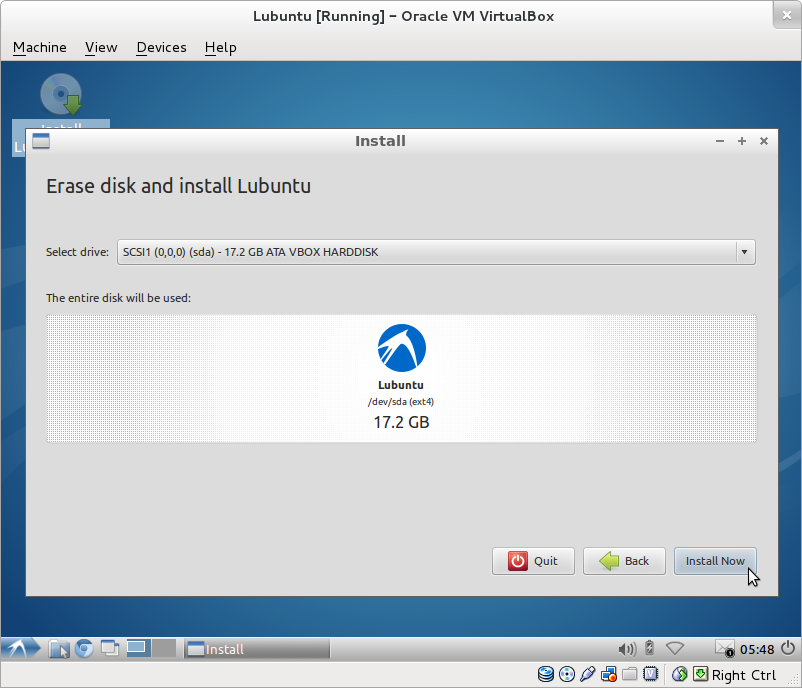 Lubuntu [Running] – Oracle VM VirtualBox
Machine View Devices Help
Install
Install
Erase disk and install Lubuntu
Select drive: SCSI1 (0,0,0) (sda) - 17.2 GB ATA VBOX HARDDISK
The entire disk will be used:
Lubuntu
/dev/sda (ext4)
17.2 GB
Quit Back Install Now
Install 05:48
Right Ctrl